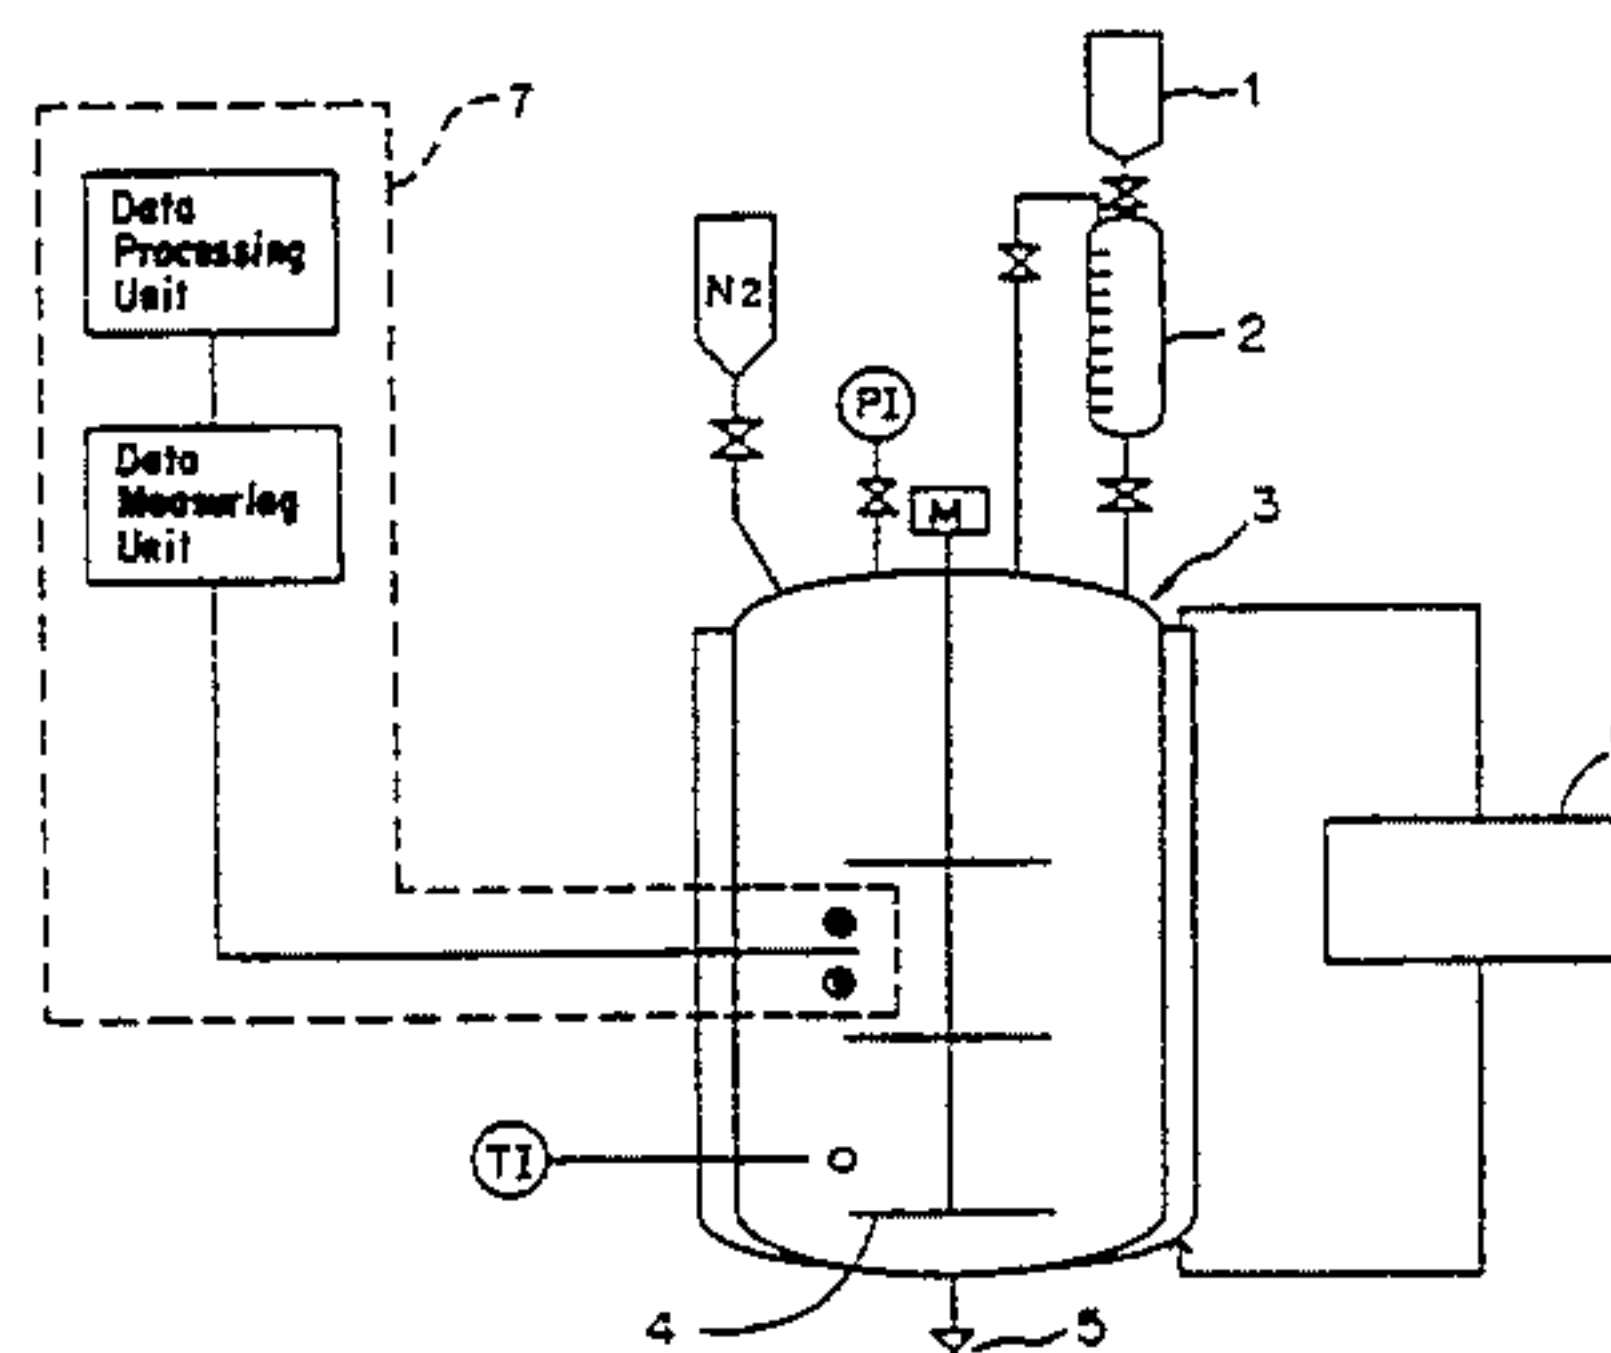 1
7
Data
Processing
Unit
N2
2
PI
Data
Measuring
Unit
M
3
TI
4
5